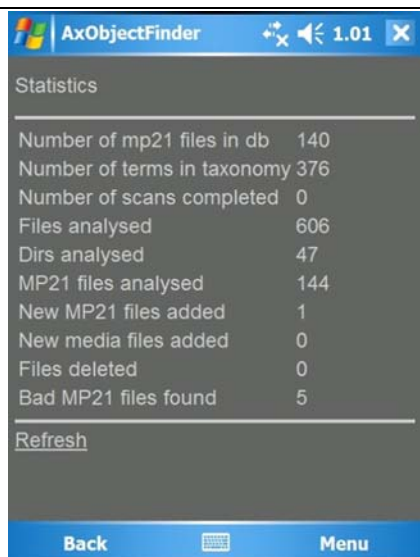 AxObjectFinder 1.01
Statistics
Number of mp21 files in db 140
Number of terms in taxonomy 376
Number of scans completed 0
Files analysed 606
Dirs analysed 47
MP21 files analysed 144
New MP21 files added 1
New media files added 0
Files deleted 0
Bad MP21 files found 5
Refresh
Back Menu